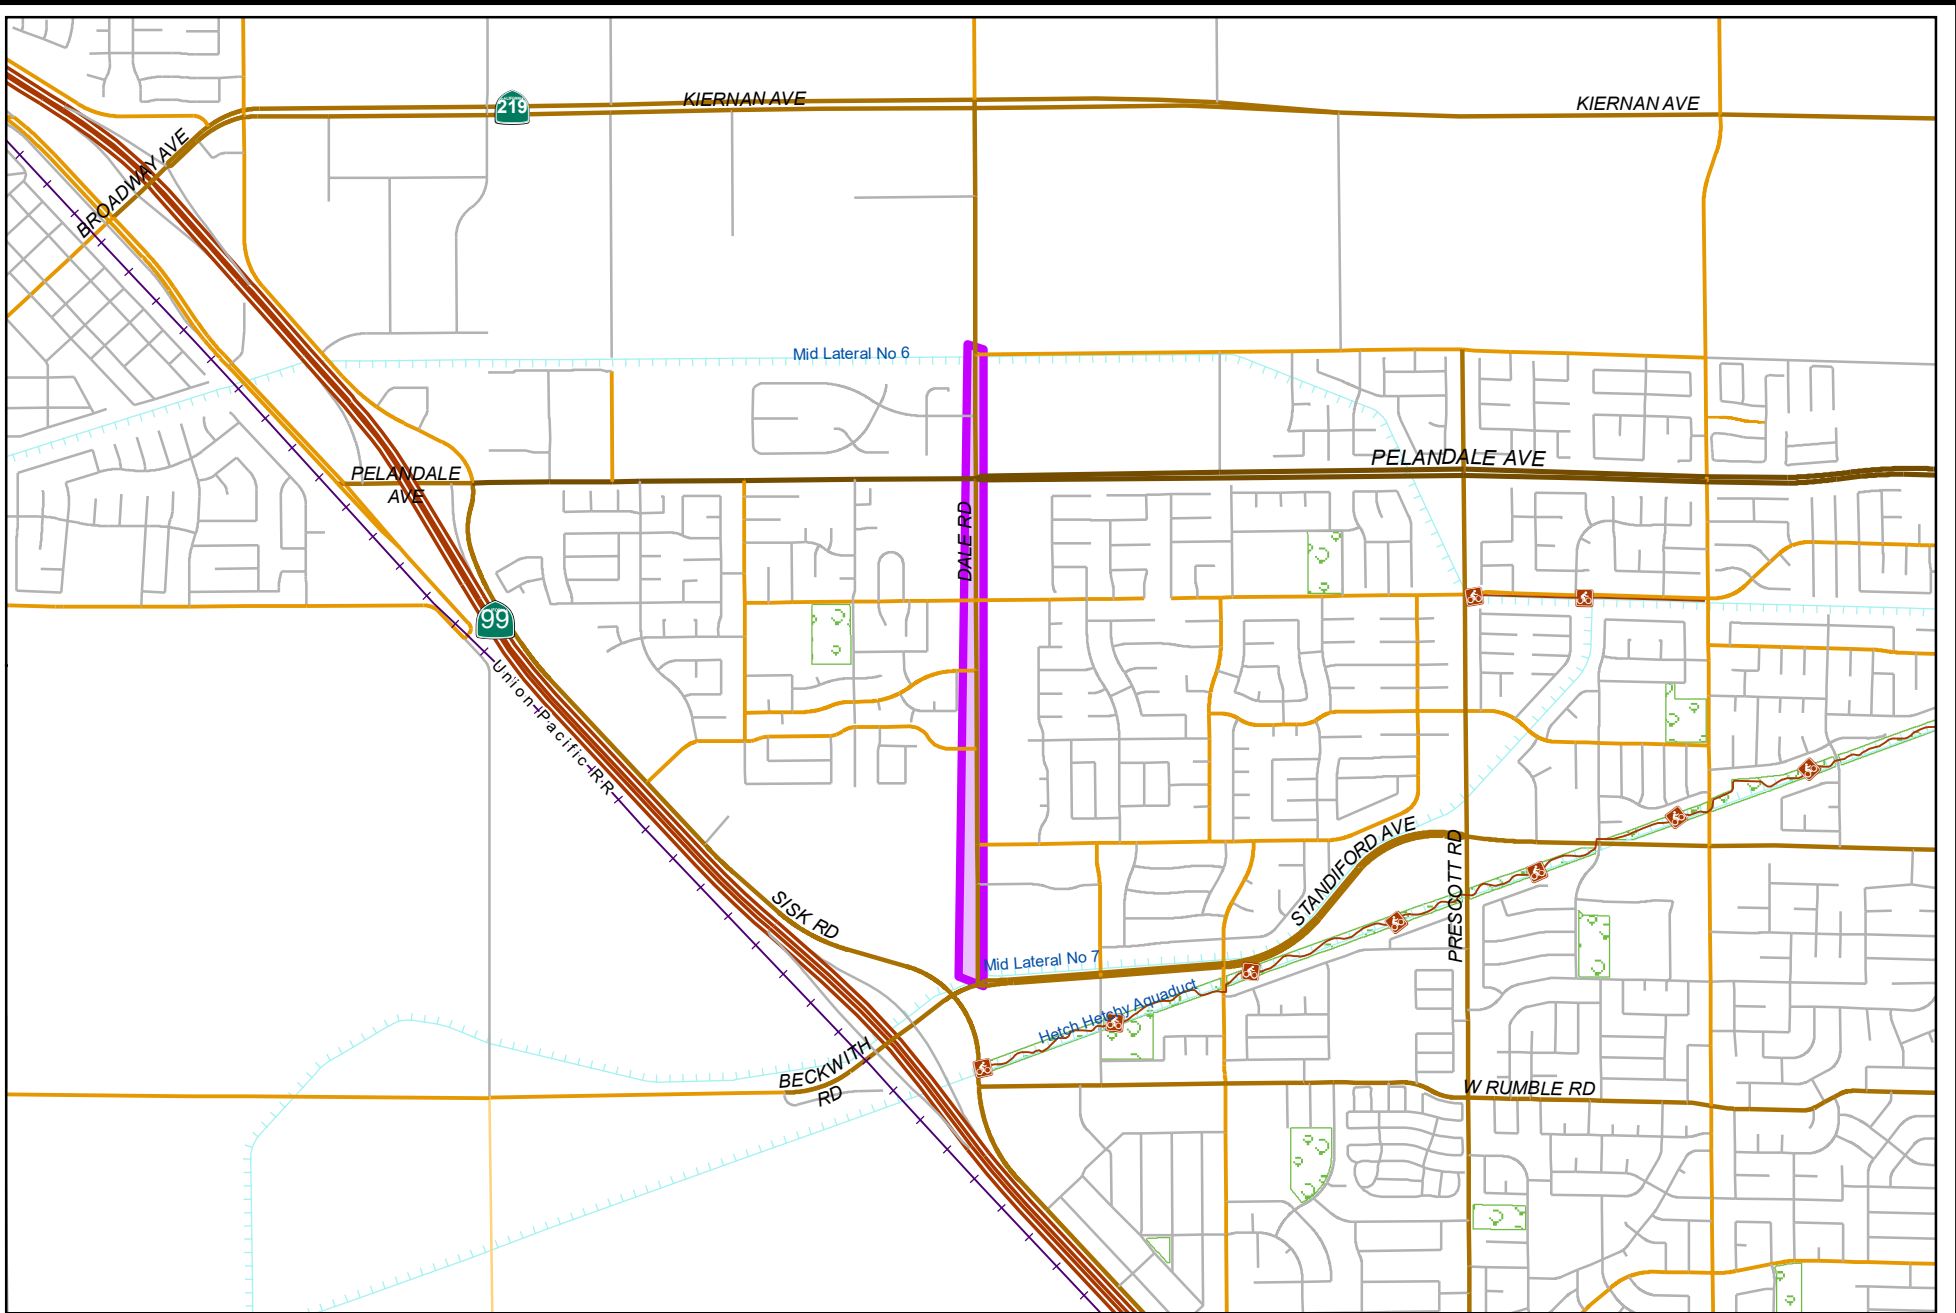 KIERNAN AVE
KIERNAN AVE
219
BROADWAY AVE
Mid Lateral No 6
PELANDALE AVE
PELANDALE
AVE
DALE RD
99
Union Pacific RR
STANDIFORD AVE
PRESCOTT RD
SISK RD
Mid Lateral No 7
Hetch Hetchy Aquaduct
BECKWITH
RD
W RUMBLE RD